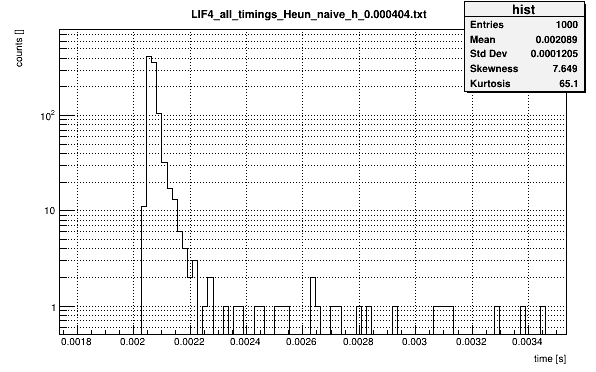 LIF4_all_timings_Heun_naive_h_0.000404.txt
hist
Entries 1000
Mean 0.002089
Std Dev 0.0001205
Skewness 7.649
Kurtosis 65.1
counts []
10²
10
1
0.0018 0.002 0.0022 0.0024 0.0026 0.0028 0.003 0.0032 0.0034
time [s]